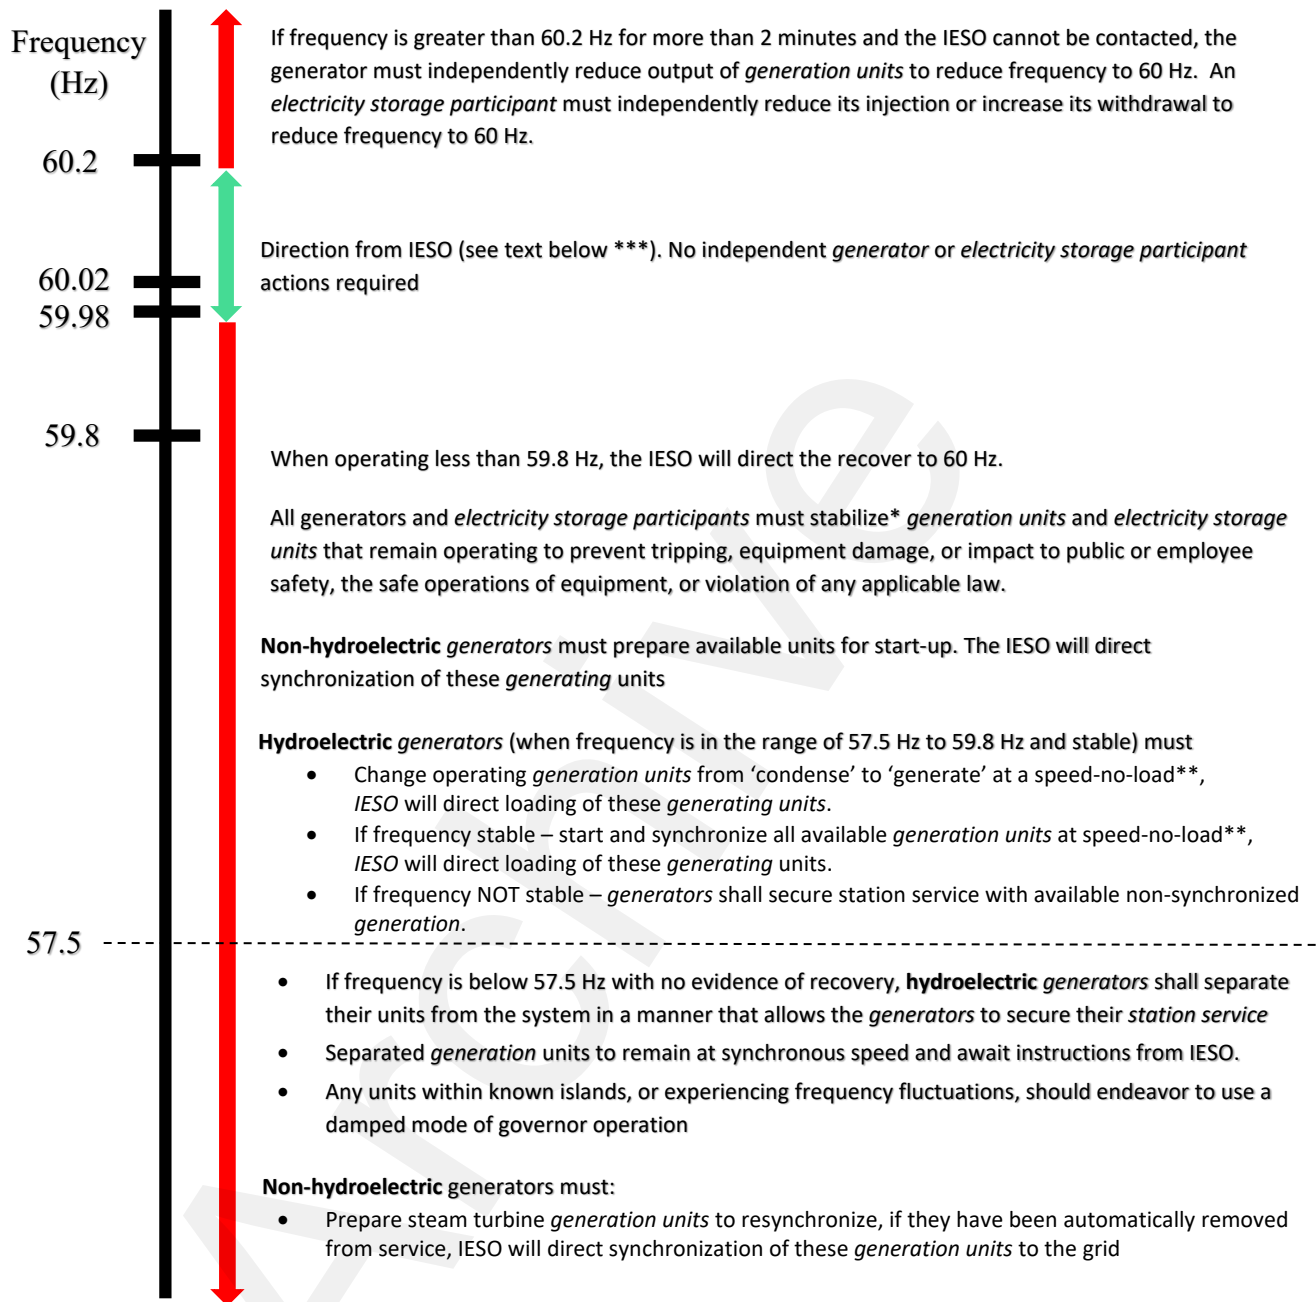 Frequency
(Hz)
If frequency is greater than 60.2 Hz for more than 2 minutes and the IESO cannot be contacted, the
generator must independently reduce output of generation units to reduce frequency to 60 Hz. An
electricity storage participant must independently reduce its injection or increase its withdrawal to
reduce frequency to 60 Hz.
60.2
Direction from IESO (see text below ***). No independent generator or electricity storage participant
actions required
60.02
59.98
59.8
When operating less than 59.8 Hz, the IESO will direct the recover to 60 Hz.
All generators and electricity storage participants must stabilize* generation units and electricity storage
units that remain operating to prevent tripping, equipment damage, or impact to public or employee
safety, the safe operations of equipment, or violation of any applicable law.
Non-hydroelectric generators must prepare available units for start-up. The IESO will direct
synchronization of these generating units
Hydroelectric generators (when frequency is in the range of 57.5 Hz to 59.8 Hz and stable) must
• Change operating generation units from ‘condense’ to ‘generate’ at a speed-no-load**,
IESO will direct loading of these generating units.
• If frequency stable – start and synchronize all available generation units at speed-no-load**,
IESO will direct loading of these generating units.
• If frequency NOT stable – generators shall secure station service with available non-synchronized
generation.
57.5
• If frequency is below 57.5 Hz with no evidence of recovery, hydroelectric generators shall separate
their units from the system in a manner that allows the generators to secure their station service
• Separated generation units to remain at synchronous speed and await instructions from IESO.
• Any units within known islands, or experiencing frequency fluctuations, should endeavor to use a
damped mode of governor operation
Non-hydroelectric generators must:
• Prepare steam turbine generation units to resynchronize, if they have been automatically removed
from service, IESO will direct synchronization of these generation units to the grid
Archive